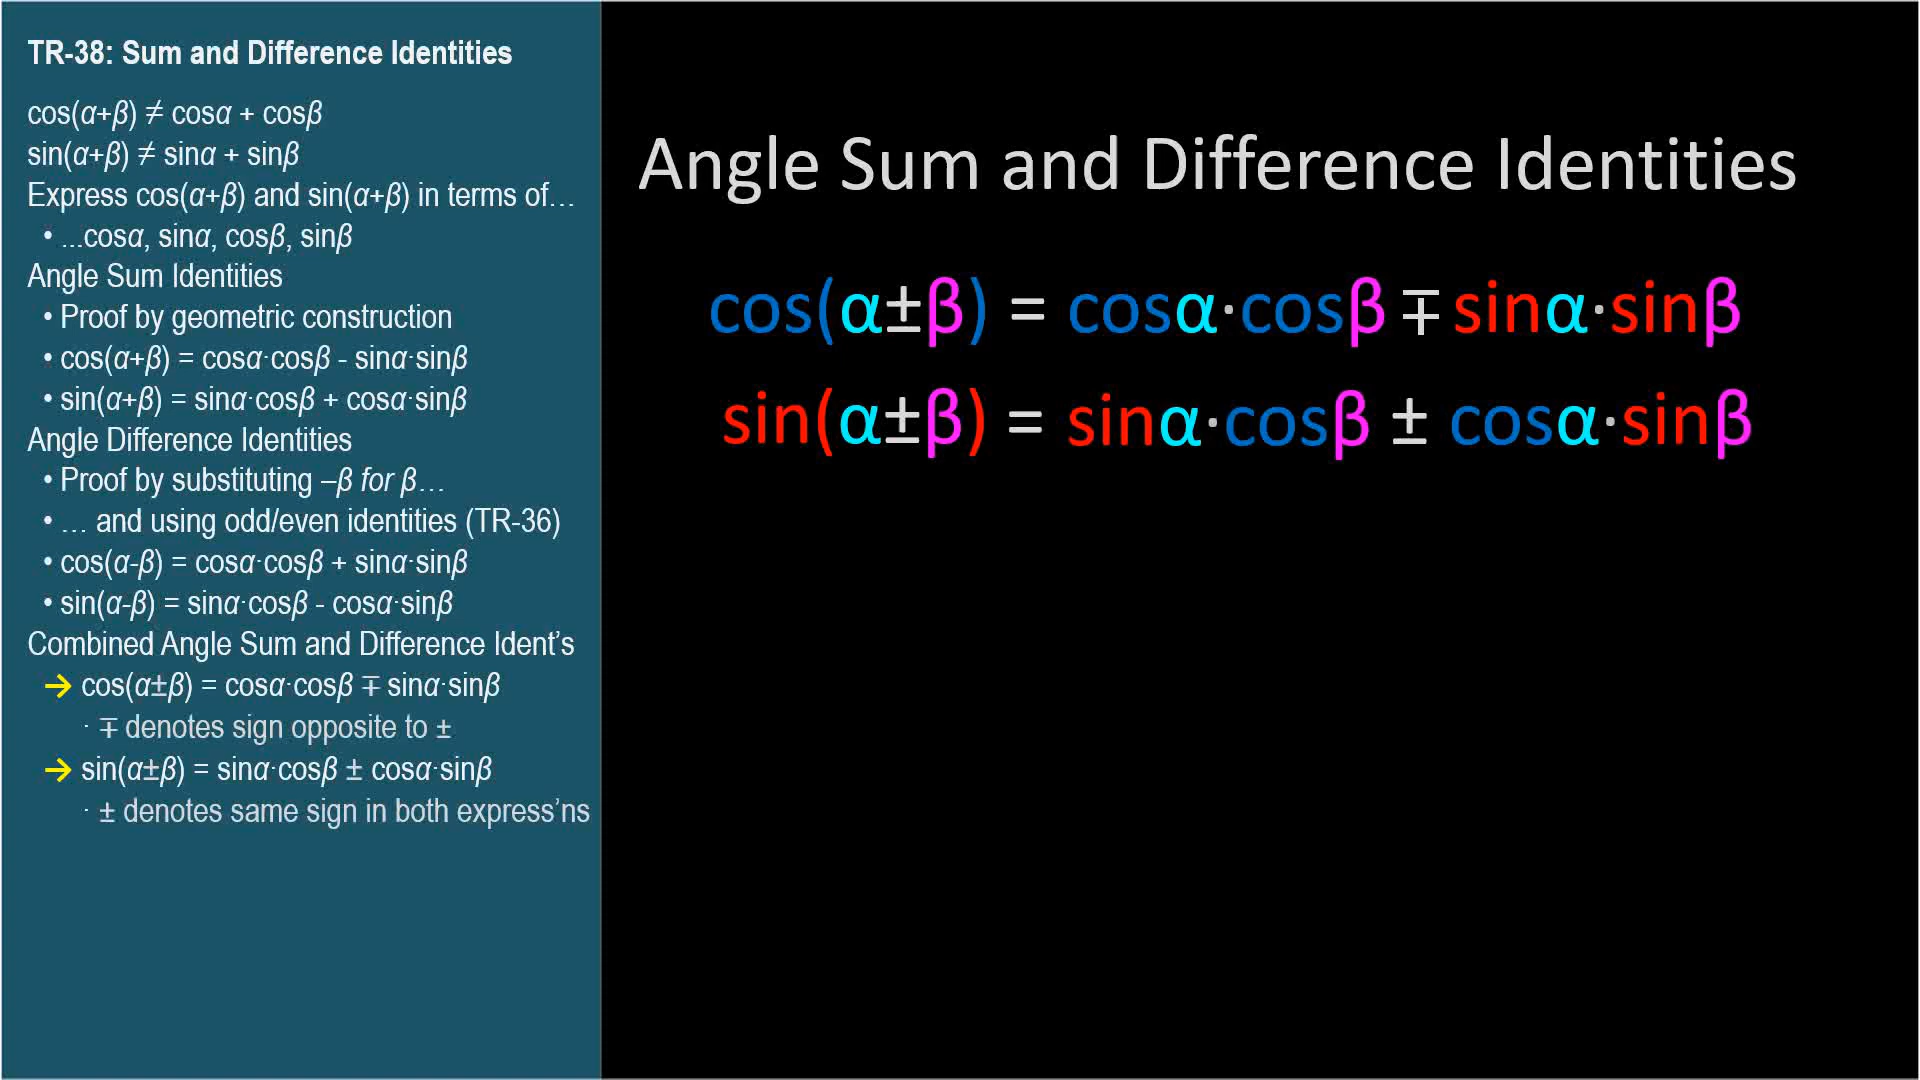 TR-38: Sum and Difference Identities
cos(α+β) ≠ cosα + cosβ
sin(α+β) ≠ sinα + sinβ
Express cos(α+β) and sin(α+β) in terms of…
• ...cosα, sinα, cosβ, sinβ
Angle Sum Identities
• Proof by geometric construction
• cos(α+β) = cosα·cosβ - sinα·sinβ
• sin(α+β) = sinα·cosβ + cosα·sinβ
Angle Difference Identities
• Proof by substituting –β for β…
• … and using odd/even identities (TR-36)
• cos(α-β) = cosα·cosβ + sinα·sinβ
• sin(α-β) = sinα·cosβ - cosα·sinβ
Combined Angle Sum and Difference Ident’s
→ cos(α±β) = cosα·cosβ ∓ sinα·sinβ
· ∓ denotes sign opposite to ±
→ sin(α±β) = sinα·cosβ ± cosα·sinβ
· ± denotes same sign in both express’ns
Angle Sum and Difference Identities
cos(α±β) = cosα·cosβ ∓ sinα·sinβ
sin(α±β) = sinα·cosβ ± cosα·sinβ